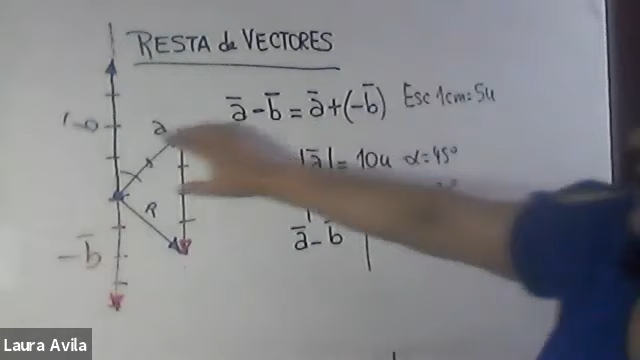 RESTA de VECTORES
a̅ - b̅ = a̅ + (-b̅)
Esc 1cm = 5u
a
|a̅| = 10u α = 45°
R
a̅ - b̅
-b̅
Laura Avila